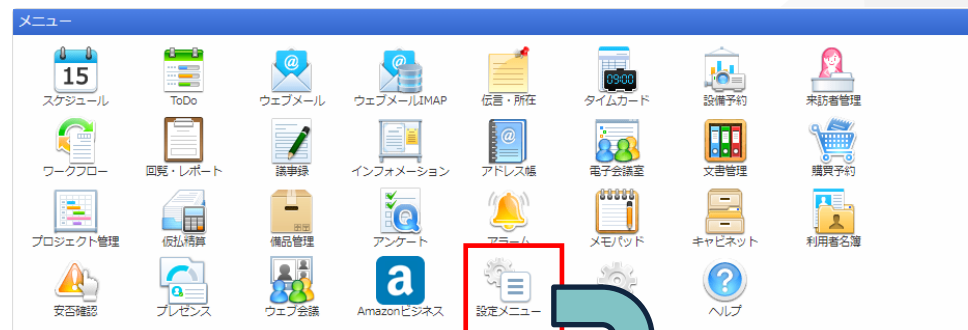 メニュー
15
スケジュール
ToDo
ウェブメール
ウェブメールIMAP
伝言・所在
09:00
タイムカード
設備予約
来訪者管理
ワークフロー
回覧・レポート
議事録
インフォメーション
アドレス帳
電子会議室
文書管理
購買予約
プロジェクト管理
仮払精算
備品管理
アンケート
アラーム
メモパッド
キャビネット
利用者名簿
安否確認
プレゼンス
ウェブ会議
a
Amazonビジネス
設定メニュー
?
ヘルプ